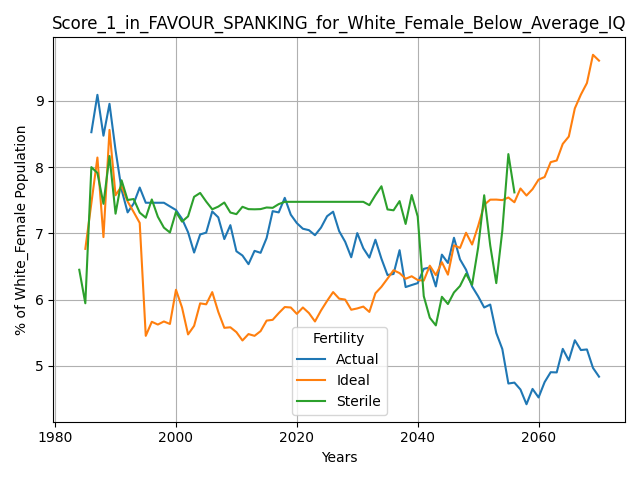 Score_1_in_FAVOUR_SPANKING_for_White_Female_Below_Average_IQ
% of White_Female Population
9
8
7
6
5
1980
2000
2020
2040
2060
Years
Fertility
Actual
Ideal
Sterile